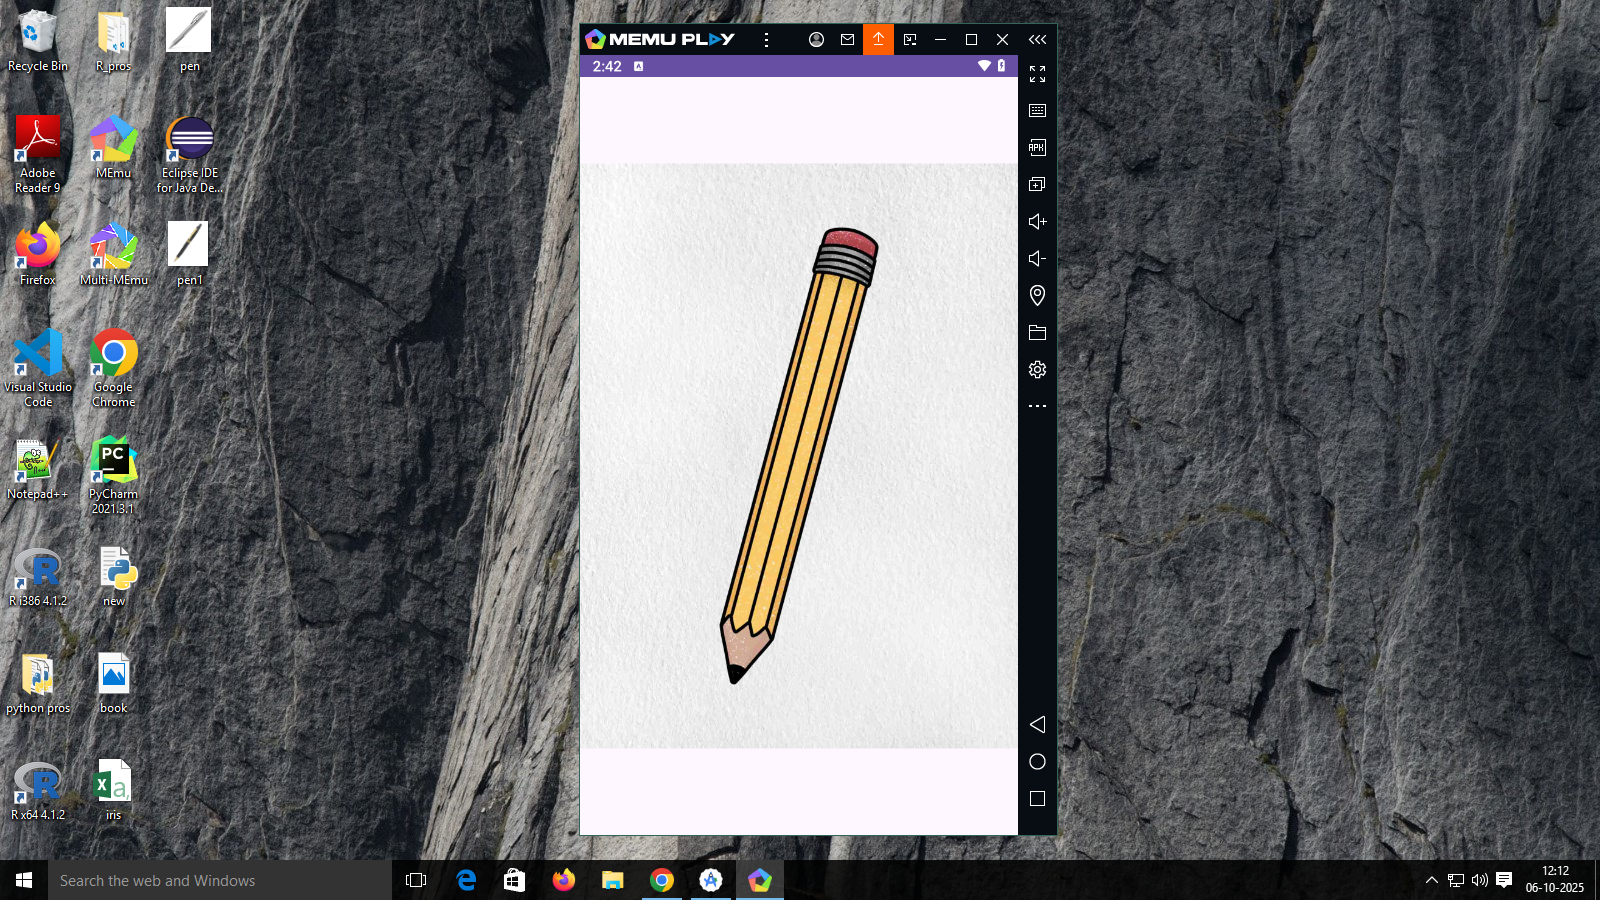 Recycle Bin
R_pros
pen
Adobe
Reader 9
MEmu
Eclipse IDE
for Java De...
Firefox
Multi-MEmu
pen1
Visual Studio
Code
Google
Chrome
Notepad++
PC
PyCharm
2021.3.1
R i386 4.1.2
new
python pros
book
R x64 4.1.2
iris
MEMU PLAY
2:42
A
APK
Search the web and Windows
12:12
06-10-2025